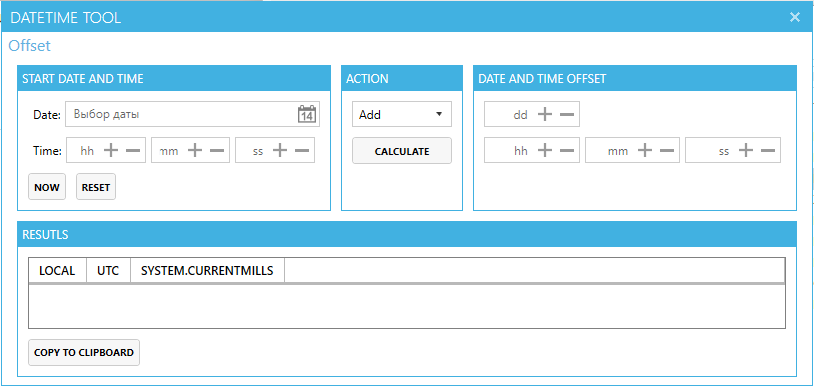 DATETIME TOOL
Offset
START DATE AND TIME
Date: Выбор даты 14
Time: hh mm ss
NOW RESET
ACTION
Add
CALCULATE
DATE AND TIME OFFSET
dd
hh mm ss
RESUTLS
LOCAL UTC SYSTEM.CURRENTMILLS
COPY TO CLIPBOARD